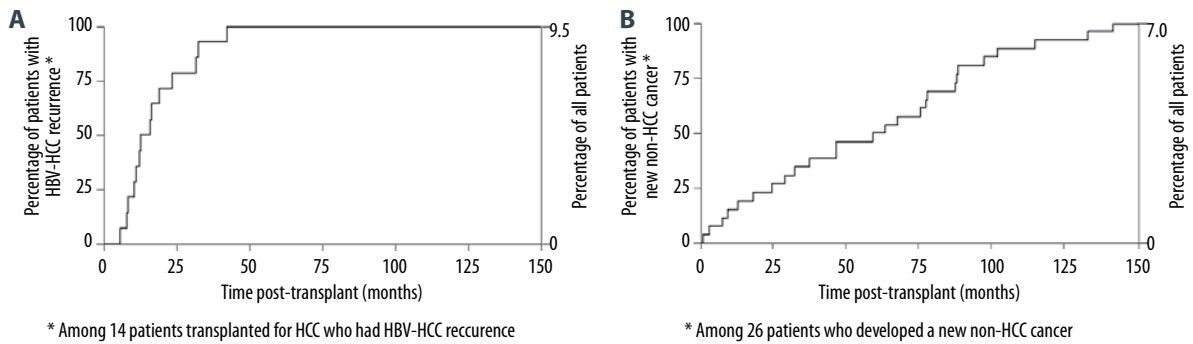 A
Percentage of patients with
HBV-HCC recurrence *
100
75
50
25
0
0
25
50
75
100
125
150
9.5
0
Percentage of all patients
Time post-transplant (months)
* Among 14 patients transplanted for HCC who had HBV-HCC reccurence
B
Percentage of patients with
new non-HCC cancer *
100
75
50
25
0
0
25
50
75
100
125
150
7.0
0
Percentage of all patients
Time post-transplant (months)
* Among 26 patients who developed a new non-HCC cancer